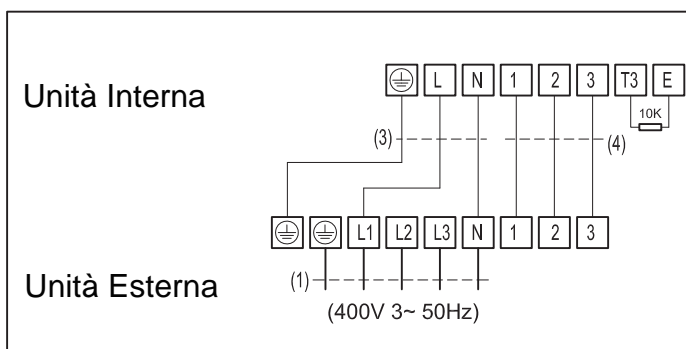 Unità Interna
L N 1 2 3 T3 E
10K
(3)
(4)
L1 L2 L3 N 1 2 3
Unità Esterna
(1)
(400V 3~ 50Hz)